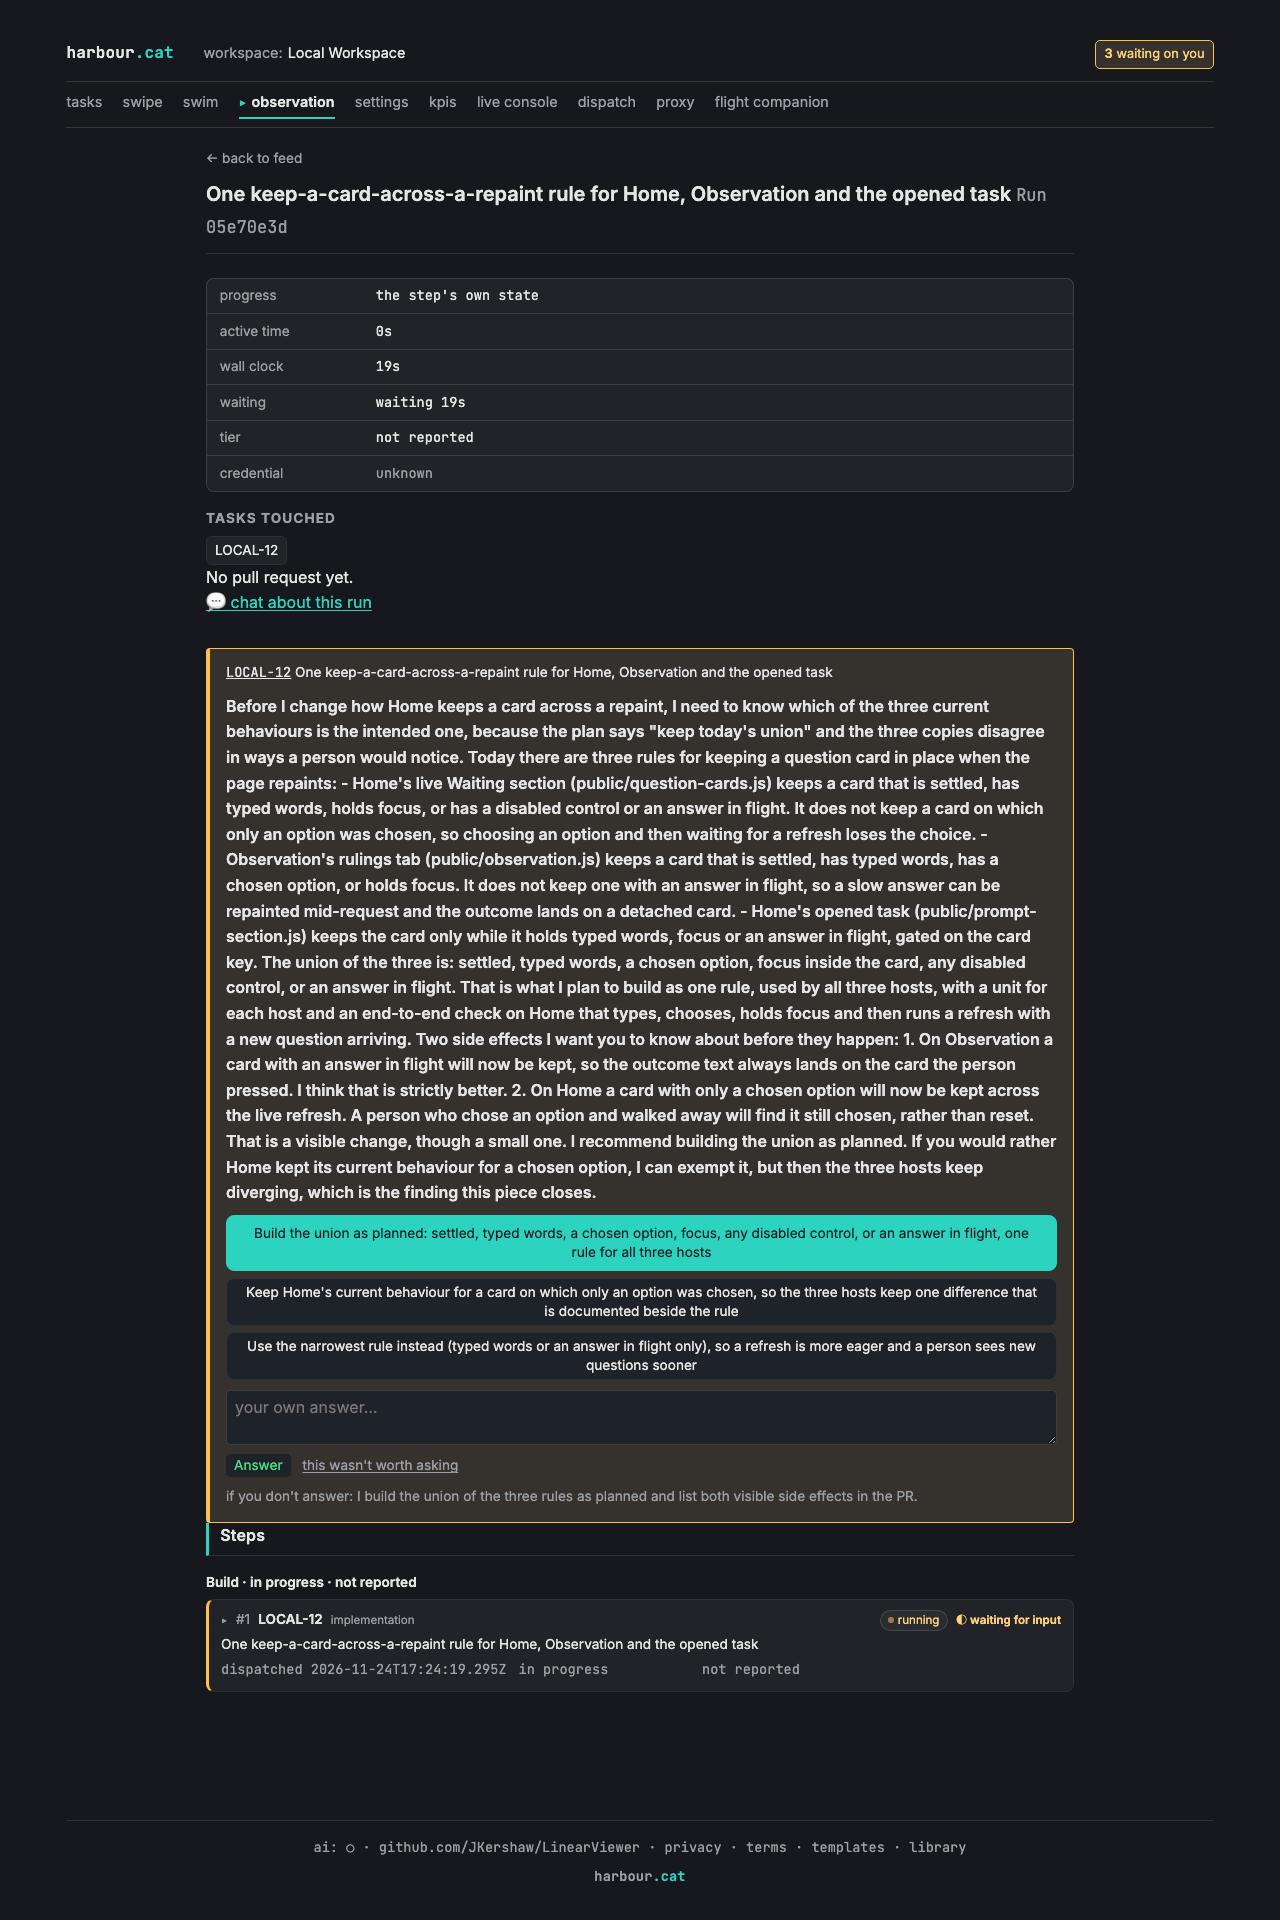 harbour.cat
workspace: Local Workspace
3 waiting on you
tasks swipe swim ▸ observation settings kpis live console dispatch proxy flight companion
← back to feed
One keep-a-card-across-a-repaint rule for Home, Observation and the opened task Run
05e70e3d
progress the step's own state
active time 0s
wall clock 19s
waiting waiting 19s
tier not reported
credential unknown
TASKS TOUCHED
LOCAL-12
No pull request yet.
💬 chat about this run
LOCAL-12 One keep-a-card-across-a-repaint rule for Home, Observation and the opened task
Before I change how Home keeps a card across a repaint, I need to know which of the three current
behaviours is the intended one, because the plan says "keep today's union" and the three copies disagree
in ways a person would notice. Today there are three rules for keeping a question card in place when the
page repaints: - Home's live Waiting section (public/question-cards.js) keeps a card that is settled, has
typed words, holds focus, or has a disabled control or an answer in flight. It does not keep a card on which
only an option was chosen, so choosing an option and then waiting for a refresh loses the choice. -
Observation's rulings tab (public/observation.js) keeps a card that is settled, has typed words, has a
chosen option, or holds focus. It does not keep one with an answer in flight, so a slow answer can be
repainted mid-request and the outcome lands on a detached card. - Home's opened task (public/prompt-
section.js) keeps the card only while it holds typed words, focus or an answer in flight, gated on the card
key. The union of the three is: settled, typed words, a chosen option, focus inside the card, any disabled
control, or an answer in flight. That is what I plan to build as one rule, used by all three hosts, with a unit for
each host and an end-to-end check on Home that types, chooses, holds focus and then runs a refresh with
a new question arriving. Two side effects I want you to know about before they happen: 1. On Observation a
card with an answer in flight will now be kept, so the outcome text always lands on the card the person
pressed. I think that is strictly better. 2. On Home a card with only a chosen option will now be kept across
the live refresh. A person who chose an option and walked away will find it still chosen, rather than reset.
That is a visible change, though a small one. I recommend building the union as planned. If you would rather
Home kept its current behaviour for a chosen option, I can exempt it, but then the three hosts keep
diverging, which is the finding this piece closes.
Build the union as planned: settled, typed words, a chosen option, focus, any disabled control, or an answer in flight, one
rule for all three hosts
Keep Home's current behaviour for a card on which only an option was chosen, so the three hosts keep one difference that
is documented beside the rule
Use the narrowest rule instead (typed words or an answer in flight only), so a refresh is more eager and a person sees new
questions sooner
your own answer...
Answer this wasn't worth asking
if you don't answer: I build the union of the three rules as planned and list both visible side effects in the PR.
Steps
Build · in progress · not reported
▸ #1 LOCAL-12 implementation running ◐ waiting for input
One keep-a-card-across-a-repaint rule for Home, Observation and the opened task
dispatched 2026-11-24T17:24:19.295Z in progress not reported
ai: ○ · github.com/JKershaw/LinearViewer · privacy · terms · templates · library
harbour.cat